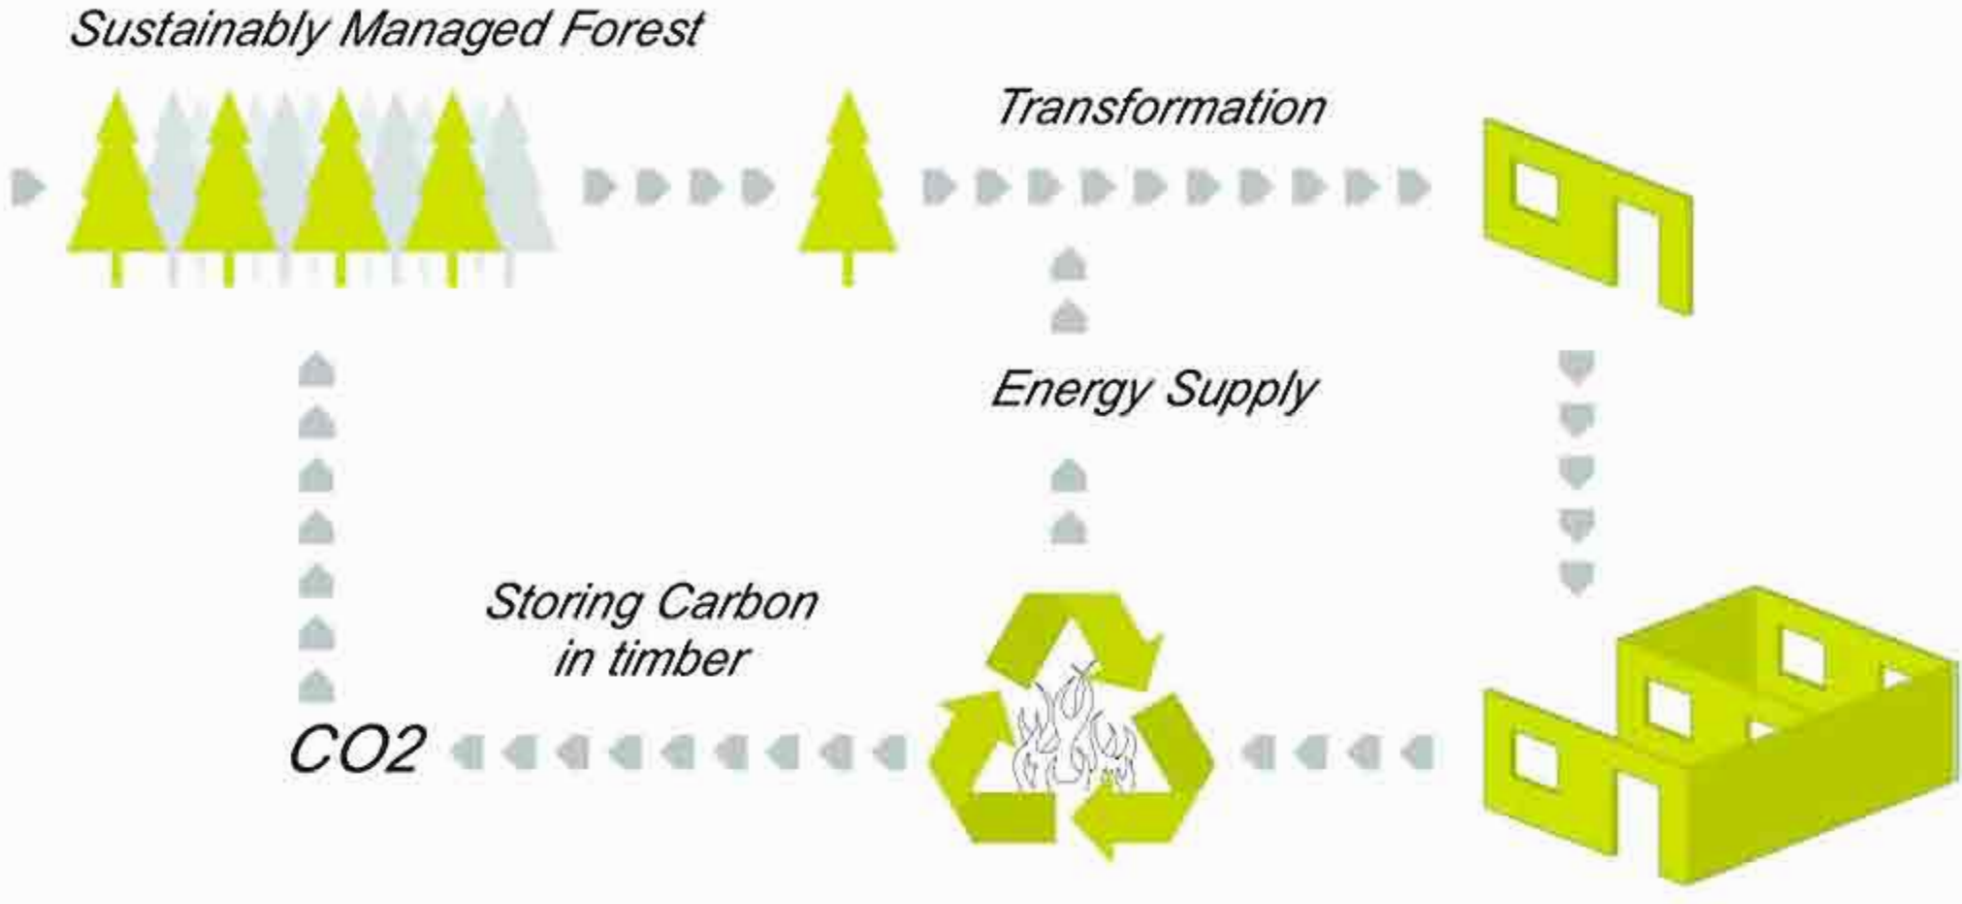 Sustainably Managed Forest
Transformation
Energy Supply
Storing Carbon
in timber
CO2